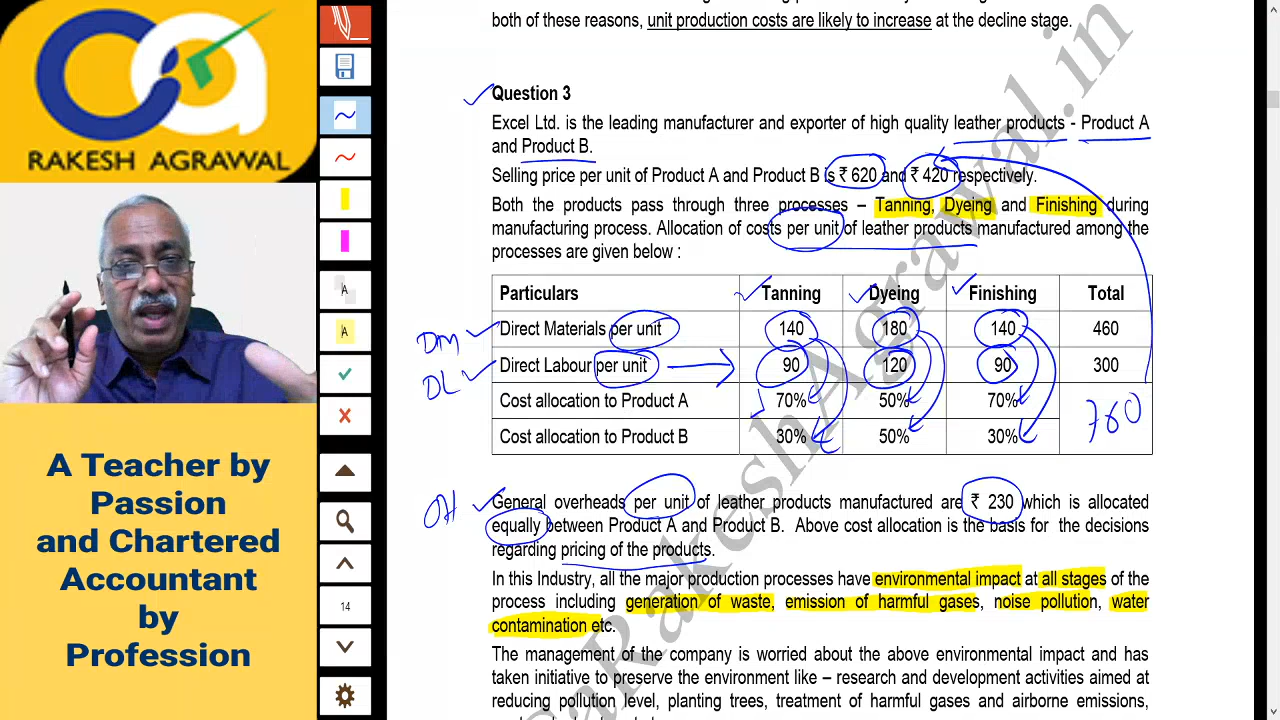 RAKESH AGRAWAL
A Teacher by
Passion
and Chartered
Accountant
by
Profession
A
A
14
both of these reasons, unit production costs are likely to increase at the decline stage.
Question 3
Excel Ltd. is the leading manufacturer and exporter of high quality leather products - Product A
and Product B.
Selling price per unit of Product A and Product B is ₹ 620 and ₹ 420 respectively.
Both the products pass through three processes – Tanning, Dyeing and Finishing during
manufacturing process. Allocation of costs per unit of leather products manufactured among the
processes are given below :
Particulars Tanning Dyeing Finishing Total
DM Direct Materials per unit 140 180 140 460
DL Direct Labour per unit 90 120 90 300
Cost allocation to Product A 70% 50% 70%
760
Cost allocation to Product B 30% 50% 30%
OH General overheads per unit of leather products manufactured are ₹ 230 which is allocated
equally between Product A and Product B. Above cost allocation is the basis for the decisions
regarding pricing of the products.
In this Industry, all the major production processes have environmental impact at all stages of the
process including generation of waste, emission of harmful gases, noise pollution, water
contamination etc.
The management of the company is worried about the above environmental impact and has
taken initiative to preserve the environment like – research and development activities aimed at
reducing pollution level, planting trees, treatment of harmful gases and airborne emissions,
CaRakeshAgrawal.in